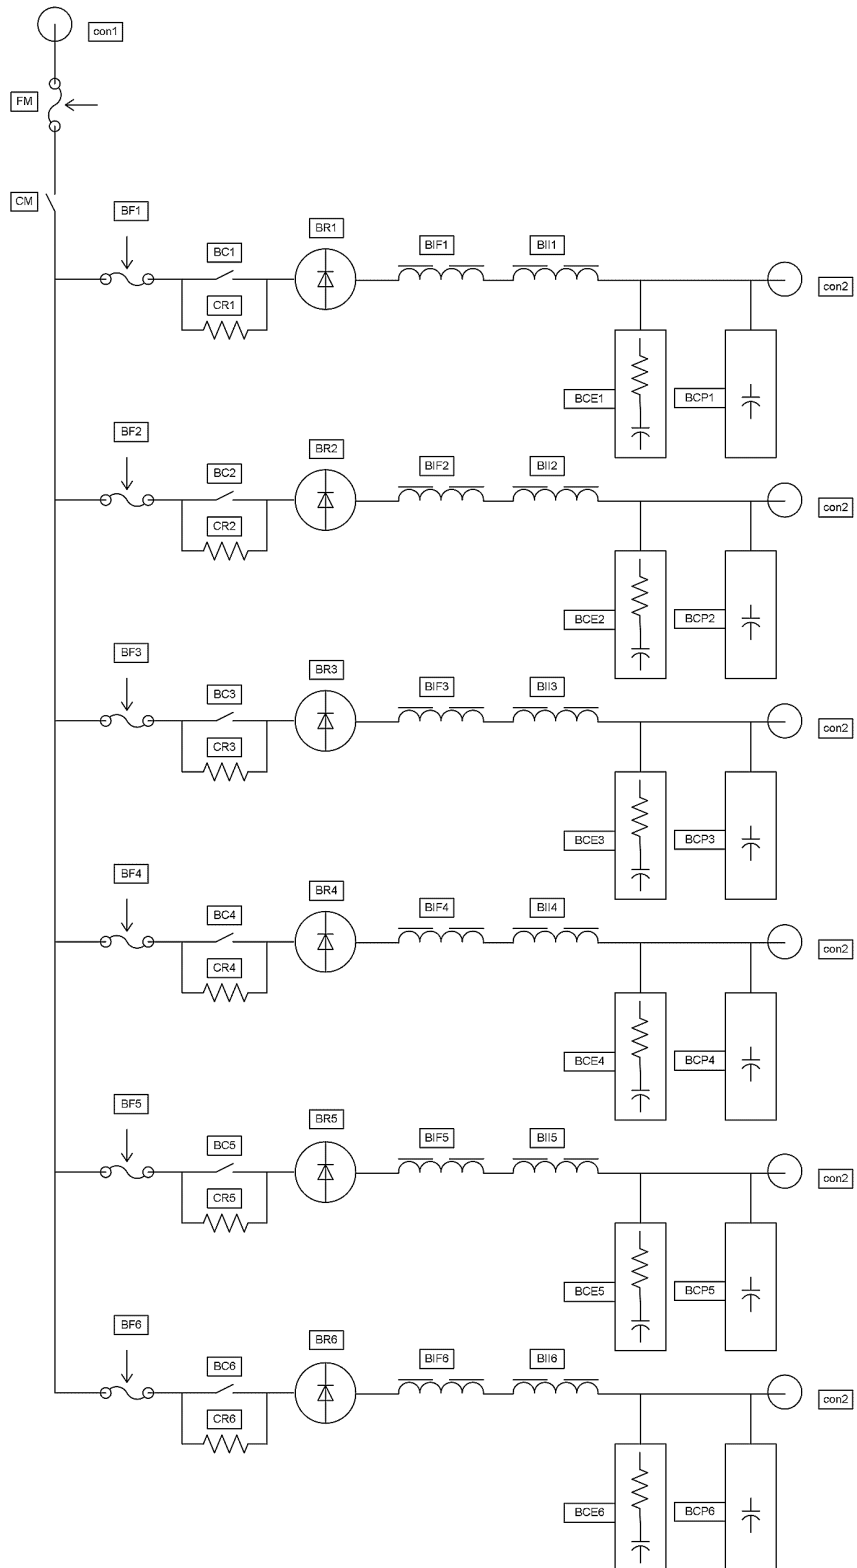 con1
FM
CM
BF1
BC1
BR1
BIF1
BII1
con2
CR1
BCE1
BCP1
BF2
BC2
BR2
BIF2
BII2
con2
CR2
BCE2
BCP2
BF3
BC3
BR3
BIF3
BII3
con2
CR3
BCE3
BCP3
BF4
BC4
BR4
BIF4
BII4
con2
CR4
BCE4
BCP4
BF5
BC5
BR5
BIF5
BII5
con2
CR5
BCE5
BCP5
BF6
BC6
BR6
BIF6
BII6
con2
CR6
BCE6
BCP6